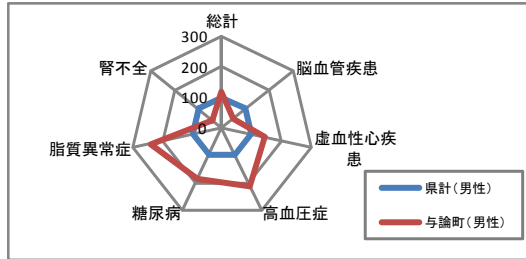 総計
300
200
100
0
脳血管疾患
虚血性心疾
患
高血圧症
糖尿病
脂質異常症
腎不全
県計(男性)
与論町(男性)